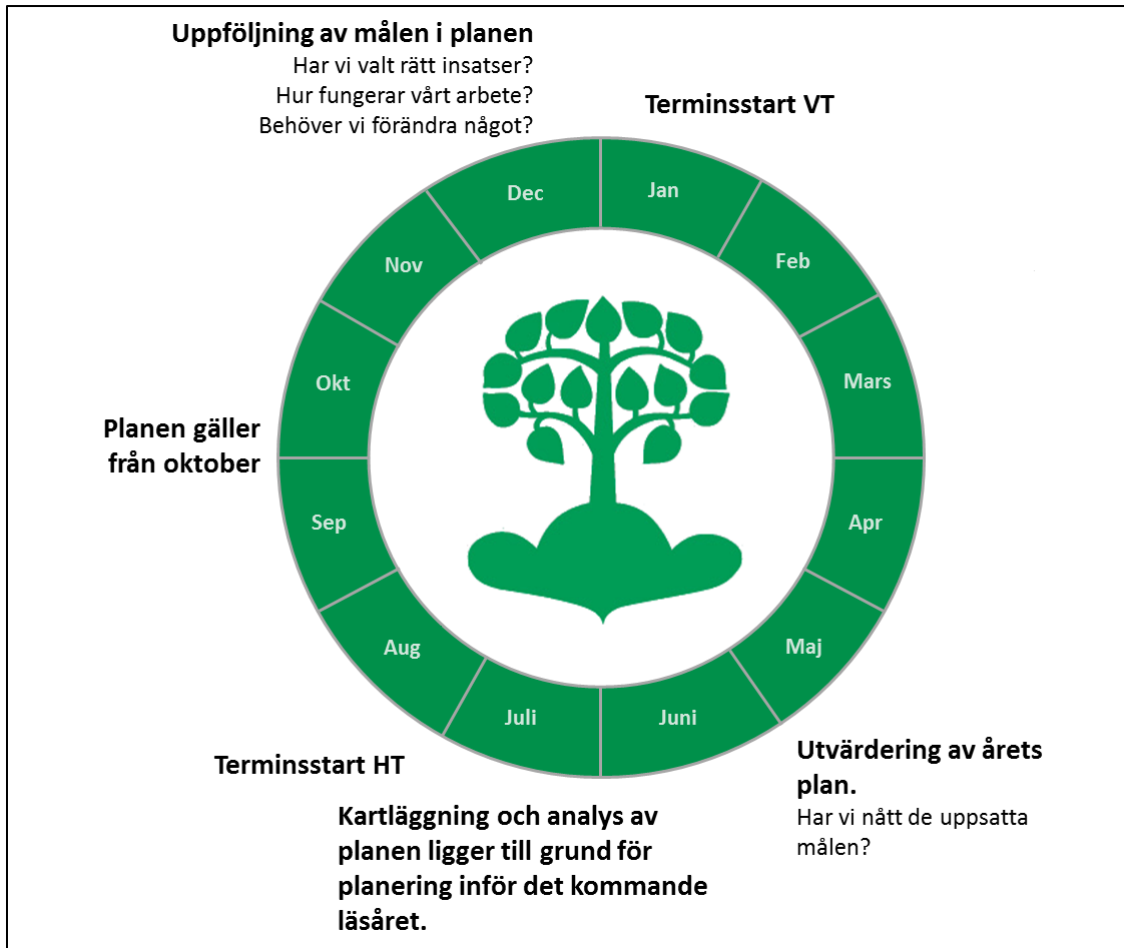 Uppföljning av målen i planen
Har vi valt rätt insatser?
Hur fungerar vårt arbete?
Behöver vi förändra något?
Terminsstart VT
Dec
Jan
Nov
Feb
Okt
Mars
Planen gäller
från oktober
Sep
Apr
Aug
Maj
Juli
Juni
Terminsstart HT
Utvärdering av årets
plan.
Har vi nått de uppsatta
målen?
Kartläggning och analys av
planen ligger till grund för
planering inför det kommande
läsåret.